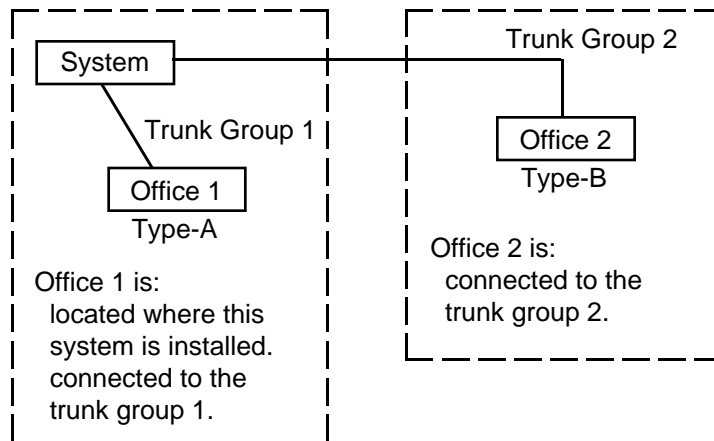 System
Trunk Group 1
Office 1
Type-A
Office 1 is:
located where this
system is installed.
connected to the
trunk group 1.
Trunk Group 2
Office 2
Type-B
Office 2 is:
connected to the
trunk group 2.